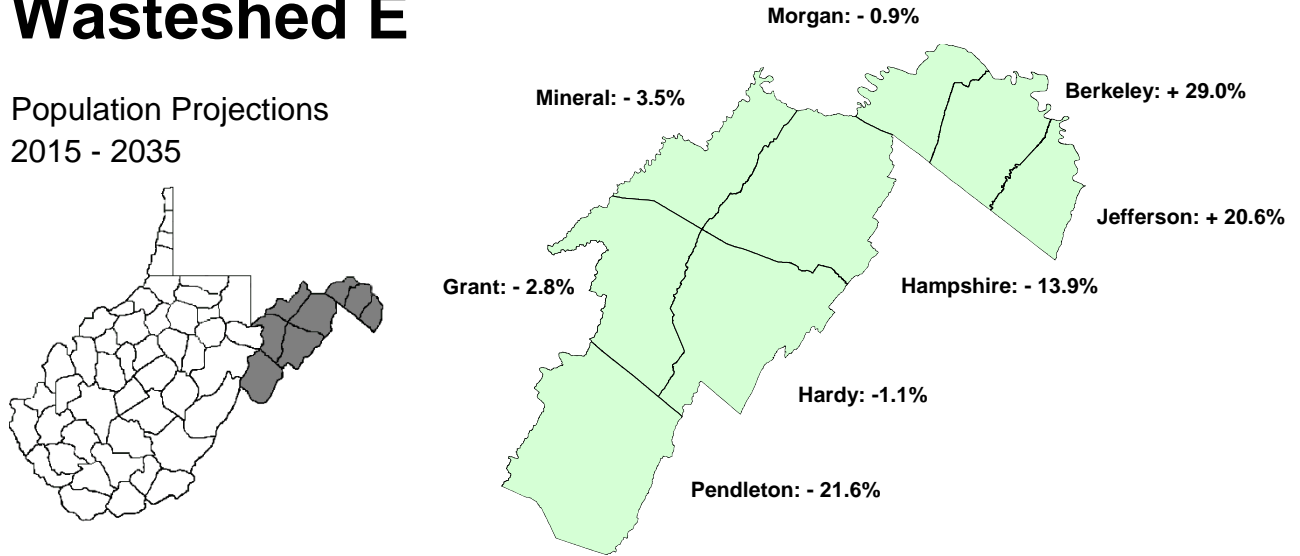 Wasteshed E
Population Projections
2015 - 2035
Morgan: - 0.9%
Mineral: - 3.5%
Berkeley: + 29.0%
Jefferson: + 20.6%
Grant: - 2.8%
Hampshire: - 13.9%
Hardy: -1.1%
Pendleton: - 21.6%